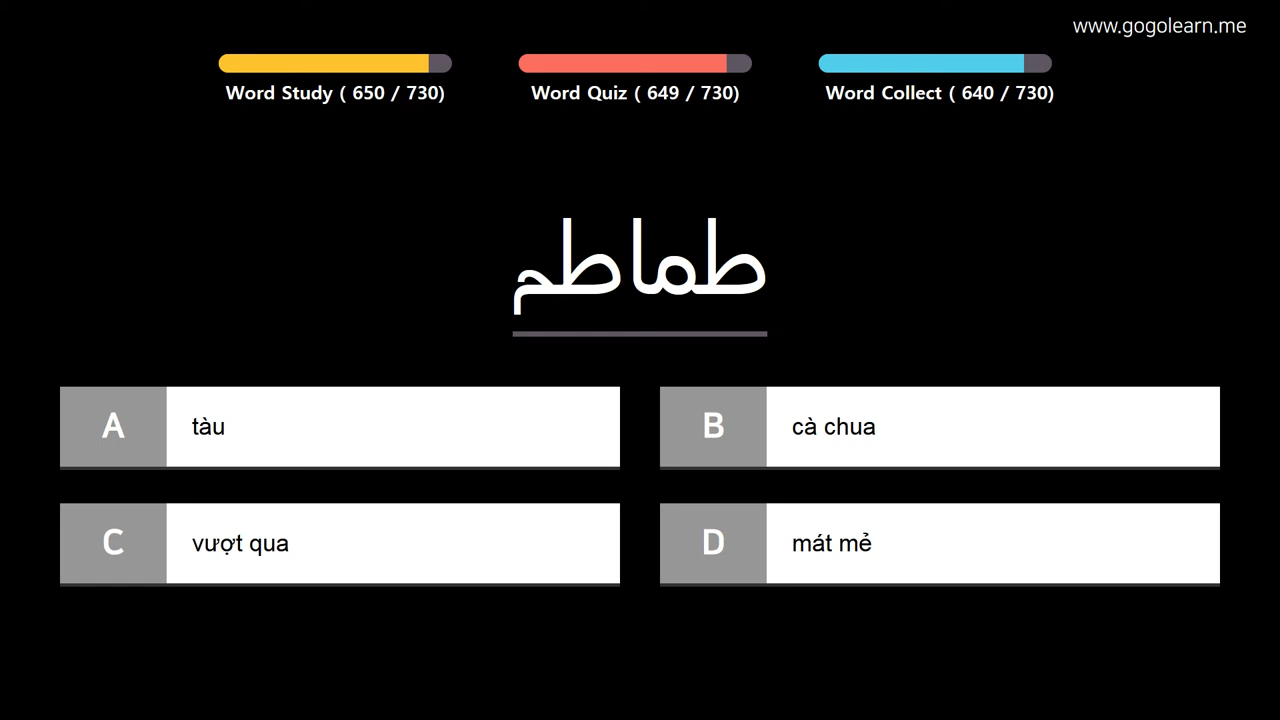 www.gogolearn.me
Word Study ( 650 / 730)
Word Quiz ( 649 / 730)
Word Collect ( 640 / 730)
طماطم
A tàu
B cà chua
C vượt qua
D mát mẻ